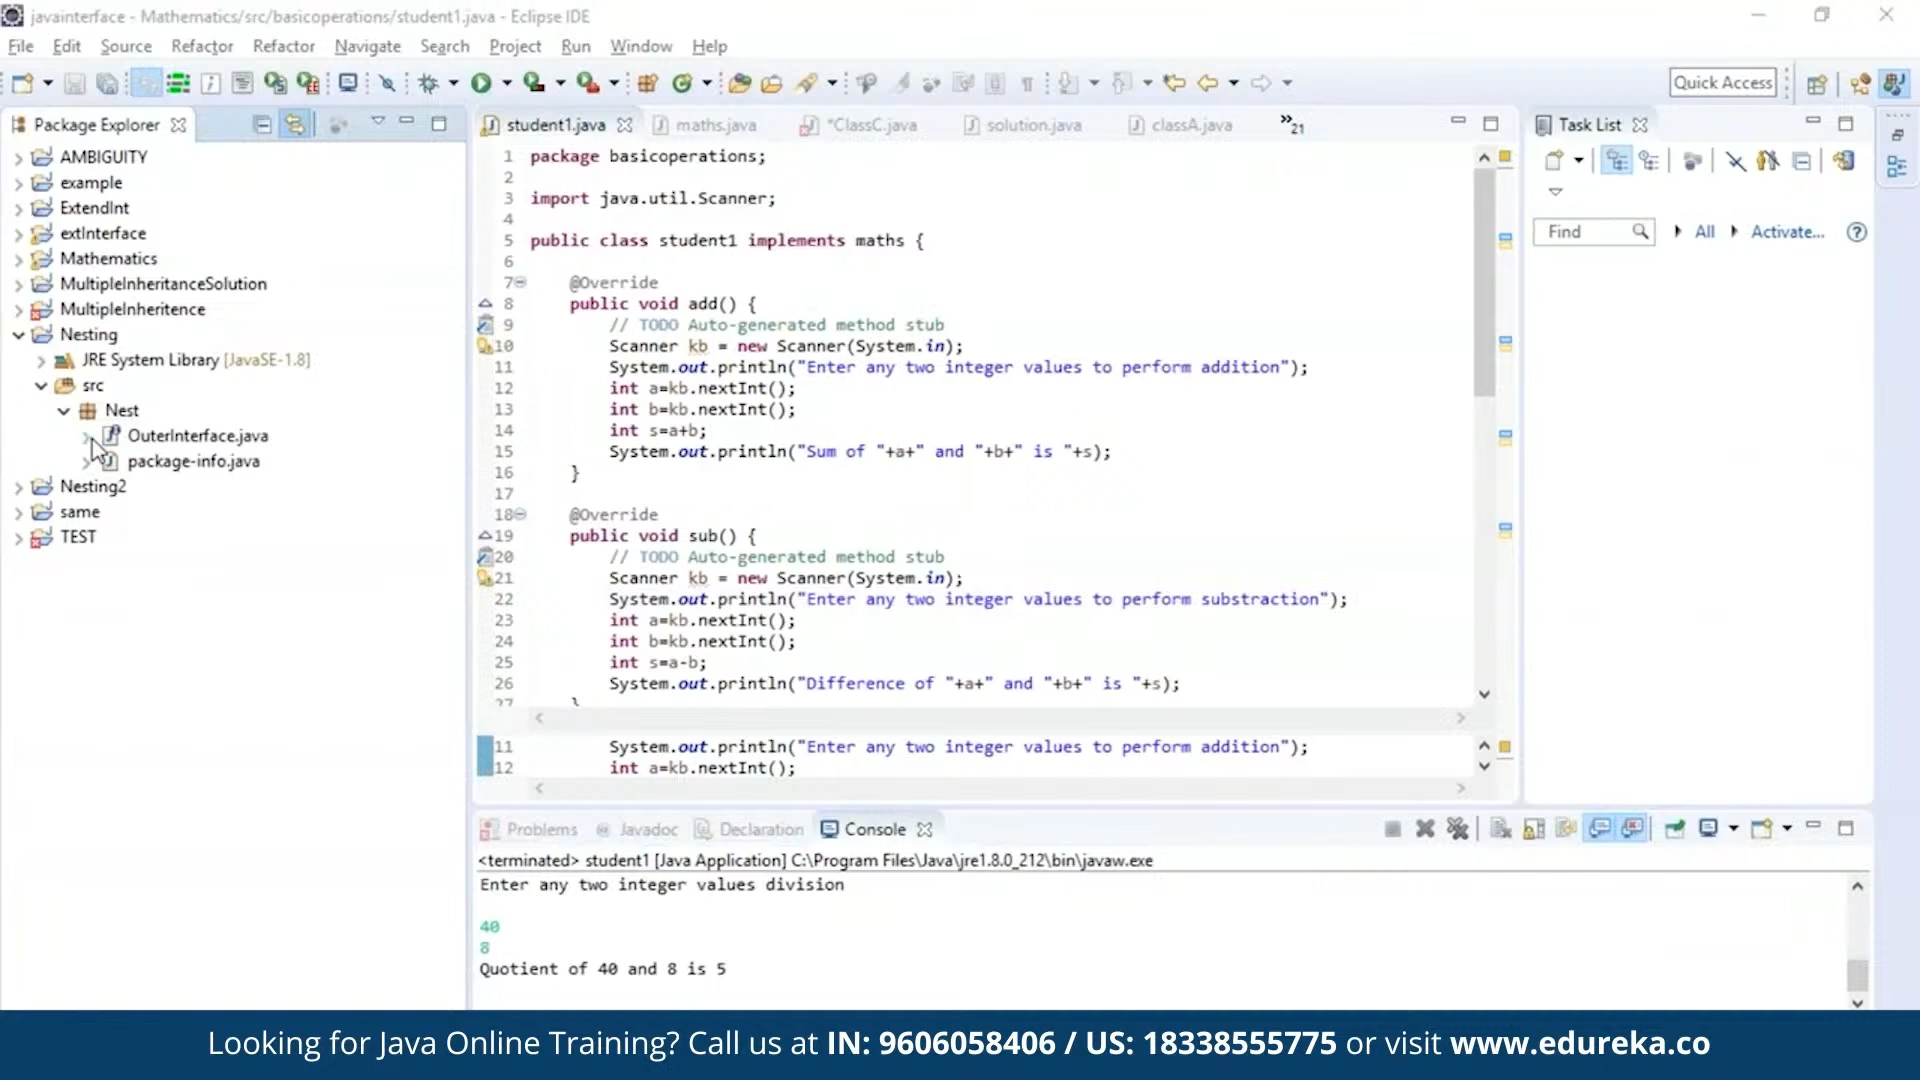 javainterface - Mathematics/src/basicoperations/student1.java - Eclipse IDE
File Edit Source Refactor Refactor Navigate Search Project Run Window Help
Quick Access
Package Explorer
AMBIGUITY
example
ExtendInt
extInterface
Mathematics
MultipleInheritanceSolution
MultipleInheritence
Nesting
JRE System Library [JavaSE-1.8]
src
Nest
OuterInterface.java
package-info.java
Nesting2
same
TEST
student1.java maths.java *ClassC.java solution.java classA.java »21
1 package basicoperations;
2
3 import java.util.Scanner;
4
5 public class student1 implements maths {
6
7 @Override
8 public void add() {
9 // TODO Auto-generated method stub
10 Scanner kb = new Scanner(System.in);
11 System.out.println("Enter any two integer values to perform addition");
12 int a=kb.nextInt();
13 int b=kb.nextInt();
14 int s=a+b;
15 System.out.println("Sum of "+a+" and "+b+" is "+s);
16 }
17
18 @Override
19 public void sub() {
20 // TODO Auto-generated method stub
21 Scanner kb = new Scanner(System.in);
22 System.out.println("Enter any two integer values to perform substraction");
23 int a=kb.nextInt();
24 int b=kb.nextInt();
25 int s=a-b;
26 System.out.println("Difference of "+a+" and "+b+" is "+s);
27 }
11 System.out.println("Enter any two integer values to perform addition");
12 int a=kb.nextInt();
Task List
Find All Activate...
Problems Javadoc Declaration Console
<terminated> student1 [Java Application] C:\Program Files\Java\jre1.8.0_212\bin\javaw.exe
Enter any two integer values division
40
8
Quotient of 40 and 8 is 5
Looking for Java Online Training? Call us at IN: 9606058406 / US: 18338555775 or visit www.edureka.co